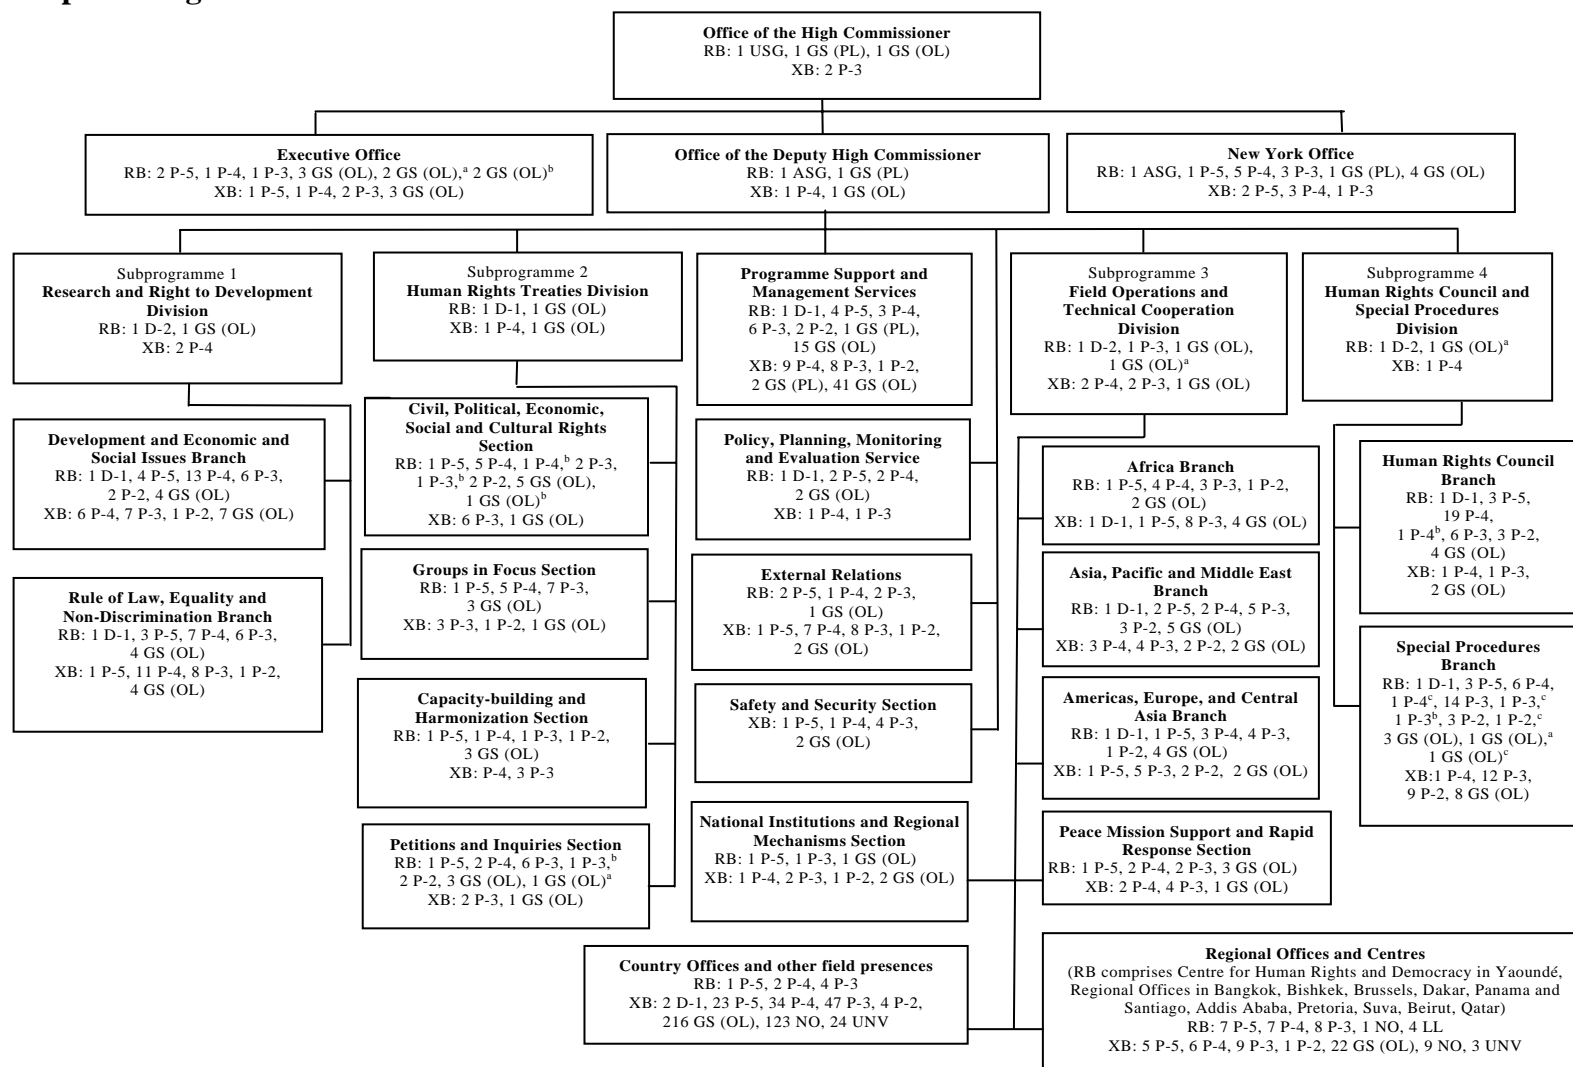 Office of the High Commissioner
RB: 1 USG, 1 GS (PL), 1 GS (OL)
XB: 2 P-3
Executive Office
RB: 2 P-5, 1 P-4, 1 P-3, 3 GS (OL), 2 GS (OL),ᵃ 2 GS (OL)ᵇ
XB: 1 P-5, 1 P-4, 2 P-3, 3 GS (OL)
Office of the Deputy High Commissioner
RB: 1 ASG, 1 GS (PL)
XB: 1 P-4, 1 GS (OL)
New York Office
RB: 1 ASG, 1 P-5, 5 P-4, 3 P-3, 1 GS (PL), 4 GS (OL)
XB: 2 P-5, 3 P-4, 1 P-3
Subprogramme 1
Research and Right to Development
Division
RB: 1 D-2, 1 GS (OL)
XB: 2 P-4
Subprogramme 2
Human Rights Treaties Division
RB: 1 D-1, 1 GS (OL)
XB: 1 P-4, 1 GS (OL)
Programme Support and
Management Services
RB: 1 D-1, 4 P-5, 3 P-4,
6 P-3, 2 P-2, 1 GS (PL),
15 GS (OL)
XB: 9 P-4, 8 P-3, 1 P-2,
2 GS (PL), 41 GS (OL)
Subprogramme 3
Field Operations and
Technical Cooperation
Division
RB: 1 D-2, 1 P-3, 1 GS (OL),
1 GS (OL)ᵃ
XB: 2 P-4, 2 P-3, 1 GS (OL)
Subprogramme 4
Human Rights Council and
Special Procedures
Division
RB: 1 D-2, 1 GS (OL)ᵃ
XB: 1 P-4
Development and Economic and
Social Issues Branch
RB: 1 D-1, 4 P-5, 13 P-4, 6 P-3,
2 P-2, 4 GS (OL)
XB: 6 P-4, 7 P-3, 1 P-2, 7 GS (OL)
Rule of Law, Equality and
Non-Discrimination Branch
RB: 1 D-1, 3 P-5, 7 P-4, 6 P-3,
4 GS (OL)
XB: 1 P-5, 11 P-4, 8 P-3, 1 P-2,
4 GS (OL)
Civil, Political, Economic,
Social and Cultural Rights
Section
RB: 1 P-5, 5 P-4, 1 P-4,ᵇ 2 P-3,
1 P-3,ᵇ 2 P-2, 5 GS (OL),
1 GS (OL)ᵇ
XB: 6 P-3, 1 GS (OL)
Groups in Focus Section
RB: 1 P-5, 5 P-4, 7 P-3,
3 GS (OL)
XB: 3 P-3, 1 P-2, 1 GS (OL)
Capacity-building and
Harmonization Section
RB: 1 P-5, 1 P-4, 1 P-3, 1 P-2,
3 GS (OL)
XB: P-4, 3 P-3
Petitions and Inquiries Section
RB: 1 P-5, 2 P-4, 6 P-3, 1 P-3,ᵇ
2 P-2, 3 GS (OL), 1 GS (OL)ᵃ
XB: 2 P-3, 1 GS (OL)
Policy, Planning, Monitoring
and Evaluation Service
RB: 1 D-1, 2 P-5, 2 P-4,
2 GS (OL)
XB: 1 P-4, 1 P-3
External Relations
RB: 2 P-5, 1 P-4, 2 P-3,
1 GS (OL)
XB: 1 P-5, 7 P-4, 8 P-3, 1 P-2,
2 GS (OL)
Safety and Security Section
XB: 1 P-5, 1 P-4, 4 P-3,
2 GS (OL)
National Institutions and Regional
Mechanisms Section
RB: 1 P-5, 1 P-3, 1 GS (OL)
XB: 1 P-4, 2 P-3, 1 P-2, 2 GS (OL)
Africa Branch
RB: 1 P-5, 4 P-4, 3 P-3, 1 P-2,
2 GS (OL)
XB: 1 D-1, 1 P-5, 8 P-3, 4 GS (OL)
Asia, Pacific and Middle East
Branch
RB: 1 D-1, 2 P-5, 2 P-4, 5 P-3,
3 P-2, 5 GS (OL)
XB: 3 P-4, 4 P-3, 2 P-2, 2 GS (OL)
Americas, Europe, and Central
Asia Branch
RB: 1 D-1, 1 P-5, 3 P-4, 4 P-3,
1 P-2, 4 GS (OL)
XB: 1 P-5, 5 P-3, 2 P-2, 2 GS (OL)
Peace Mission Support and Rapid
Response Section
RB: 1 P-5, 2 P-4, 2 P-3, 3 GS (OL)
XB: 2 P-4, 4 P-3, 1 GS (OL)
Human Rights Council
Branch
RB: 1 D-1, 3 P-5,
19 P-4,
1 P-4ᵇ, 6 P-3, 3 P-2,
4 GS (OL)
XB: 1 P-4, 1 P-3,
2 GS (OL)
Special Procedures
Branch
RB: 1 D-1, 3 P-5, 6 P-4,
1 P-4ᶜ, 14 P-3, 1 P-3,ᶜ
1 P-3ᵇ, 3 P-2, 1 P-2,ᶜ
3 GS (OL), 1 GS (OL),ᵃ
1 GS (OL)ᶜ
XB:1 P-4, 12 P-3,
9 P-2, 8 GS (OL)
Country Offices and other field presences
RB: 1 P-5, 2 P-4, 4 P-3
XB: 2 D-1, 23 P-5, 34 P-4, 47 P-3, 4 P-2,
216 GS (OL), 123 NO, 24 UNV
Regional Offices and Centres
(RB comprises Centre for Human Rights and Democracy in Yaoundé,
Regional Offices in Bangkok, Bishkek, Brussels, Dakar, Panama and
Santiago, Addis Ababa, Pretoria, Suva, Beirut, Qatar)
RB: 7 P-5, 7 P-4, 8 P-3, 1 NO, 4 LL
XB: 5 P-5, 6 P-4, 9 P-3, 1 P-2, 22 GS (OL), 9 NO, 3 UNV